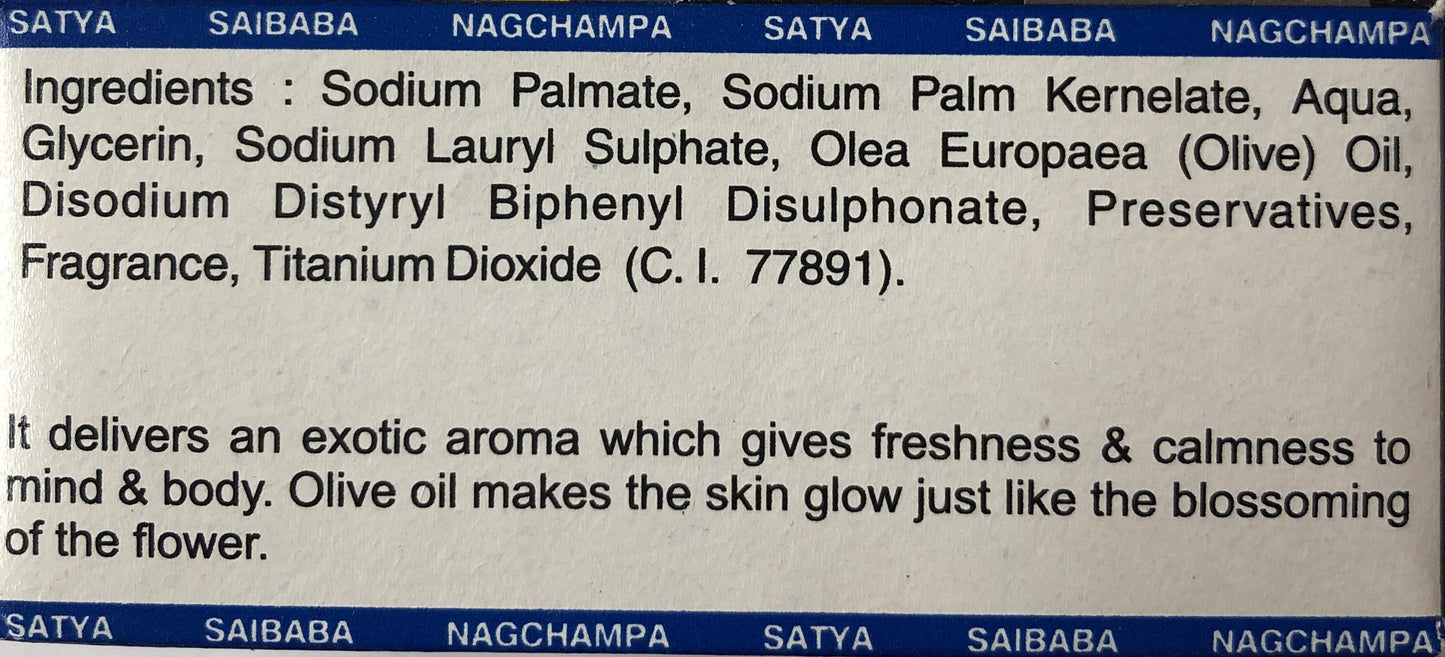 SATYA SAIBABA NAGCHAMPA SATYA SAIBABA NAGCHAMPA
Ingredients : Sodium Palmate, Sodium Palm Kernelate, Aqua,
Glycerin, Sodium Lauryl Sulphate, Olea Europaea (Olive) Oil,
Disodium Distyryl Biphenyl Disulphonate, Preservatives,
Fragrance, Titanium Dioxide (C. I. 77891).
It delivers an exotic aroma which gives freshness & calmness to
mind & body. Olive oil makes the skin glow just like the blossoming
of the flower.
SATYA SAIBABA NAGCHAMPA SATYA SAIBABA NAGCHAMPA